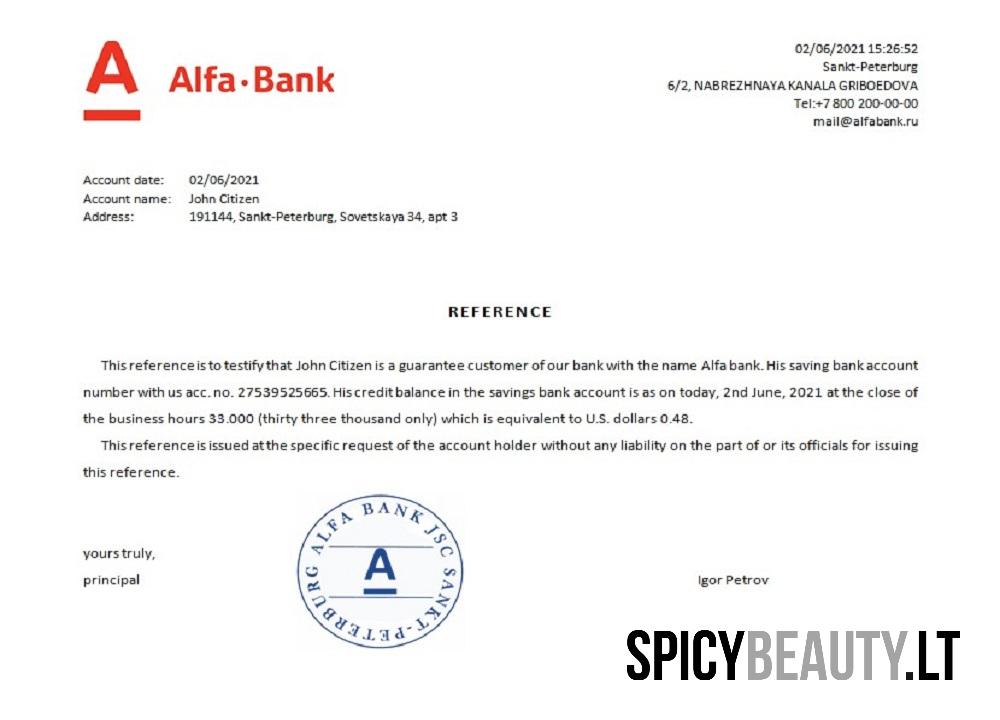 Alfa·Bank
02/06/2021 15:26:52
Sankt-Peterburg
6/2, NABREZHNAYA KANALA GRIBOEDOVA
Tel:+7 800 200-00-00
mail@alfabank.ru
Account date: 02/06/2021
Account name: John Citizen
Address: 191144, Sankt-Peterburg, Sovetskaya 34, apt 3
REFERENCE
This reference is to testify that John Citizen is a guarantee customer of our bank with the name Alfa bank. His saving bank account
number with us acc. no. 27539525665. His credit balance in the savings bank account is as on today, 2nd June, 2021 at the close of
the business hours 33.000 (thirty three thousand only) which is equivalent to U.S. dollars 0.48.
This reference is issued at the specific request of the account holder without any liability on the part of or its officials for issuing
this reference.
ALFA BANK JSC SANKT-PETERBURG
yours truly,
principal
Igor Petrov
SPICYBEAUTY.LT